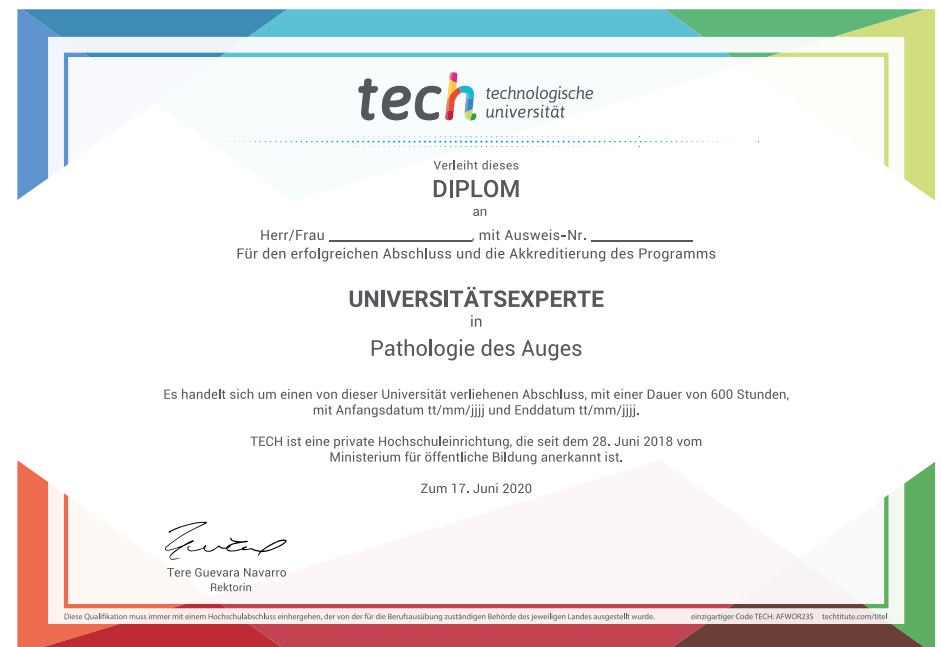 tech technologische
universität
Verleiht dieses
DIPLOM
an
Herr/Frau ____________, mit Ausweis-Nr. ____________
Für den erfolgreichen Abschluss und die Akkreditierung des Programms
UNIVERSITÄTSEXPERTE
in
Pathologie des Auges
Es handelt sich um einen von dieser Universität verliehenen Abschluss, mit einer Dauer von 600 Stunden,
mit Anfangsdatum tt/mm/jjjj und Enddatum tt/mm/jjjj.
TECH ist eine private Hochschuleinrichtung, die seit dem 28. Juni 2018 vom
Ministerium für öffentliche Bildung anerkannt ist.
Zum 17. Juni 2020
Tere Guevara Navarro
Rektorin
Diese Qualifikation muss immer mit einem Hochschulabschluss einhergehen, der von der für die Berufsausübung zuständigen Behörde des jeweiligen Landes ausgestellt wurde. einzigartiger Code TECH: AFWOR23S techtitute.com/titel